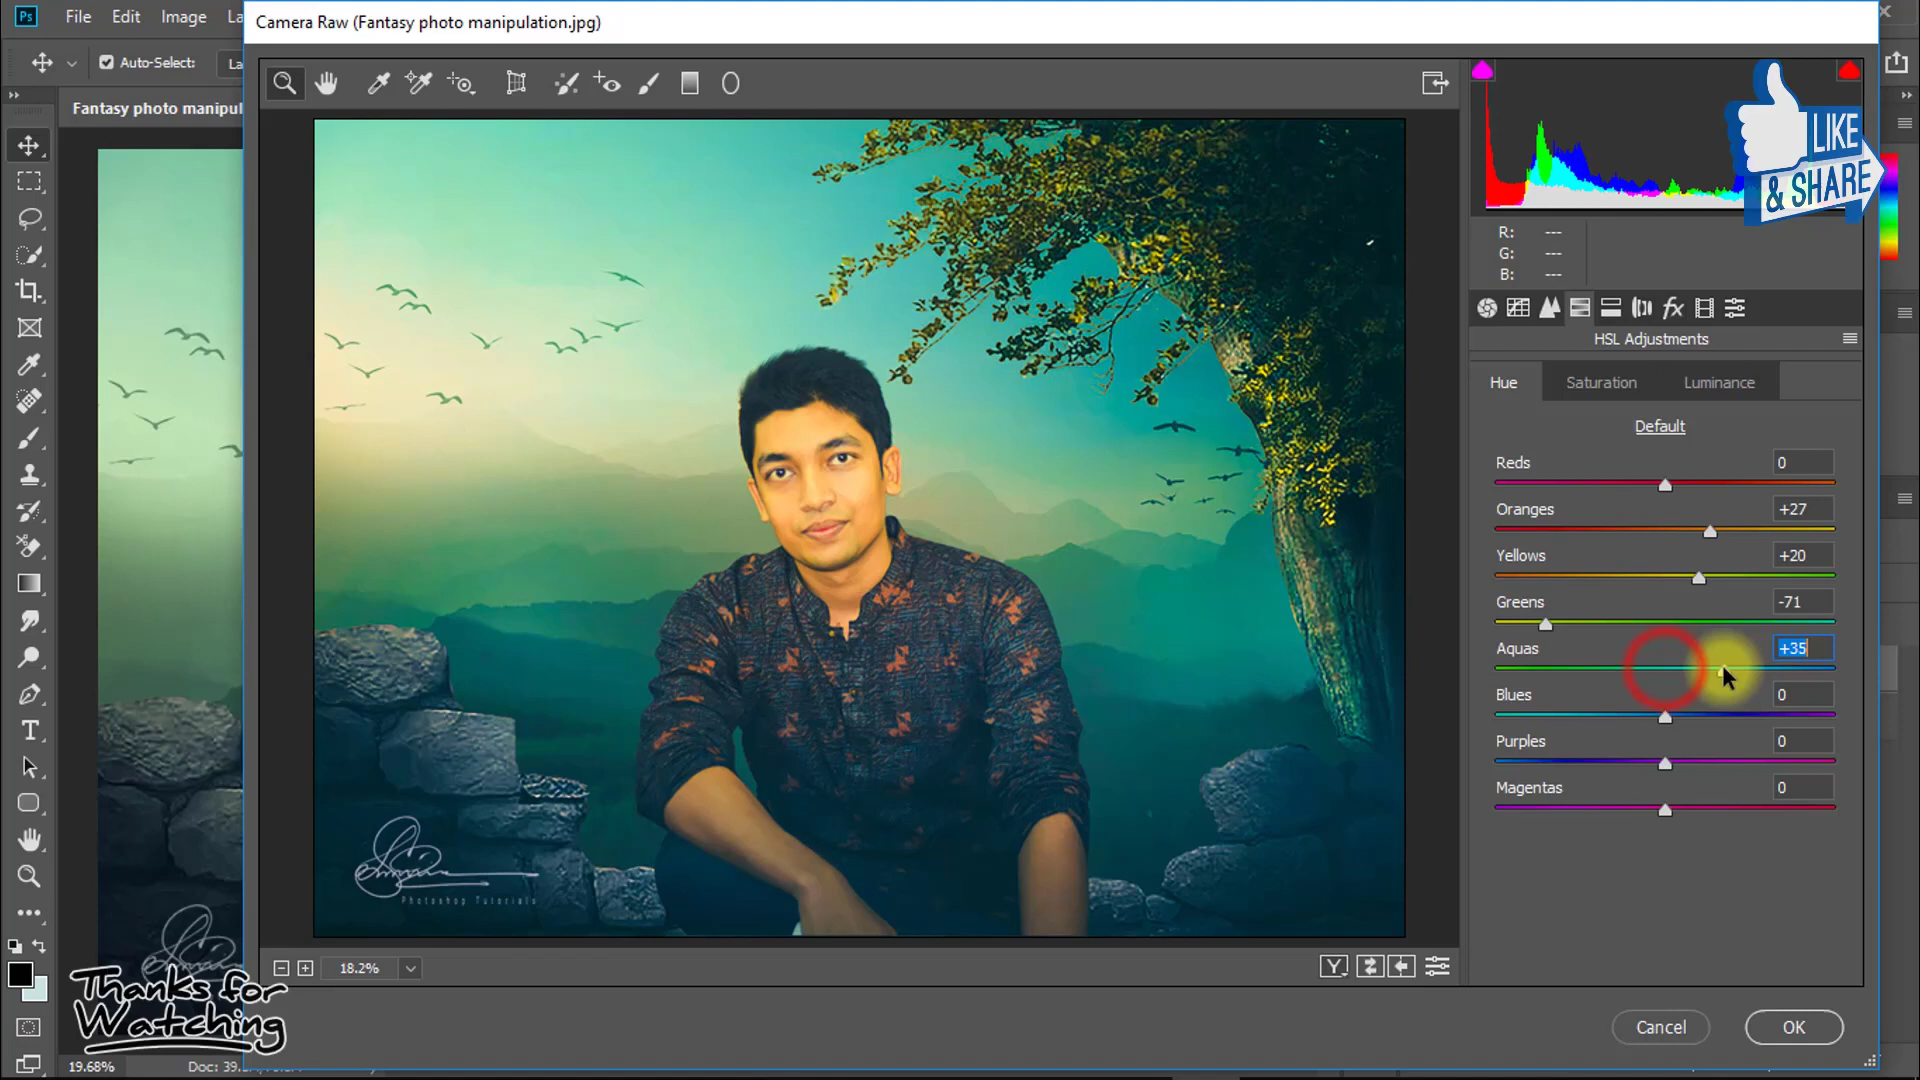 Ps File Edit Image La
Camera Raw (Fantasy photo manipulation.jpg)
Auto-Select: La
Fantasy photo manipul
LIKE
& SHARE
R: ---
G: ---
B: ---
fx
HSL Adjustments
Hue Saturation Luminance
Default
Reds 0
Oranges +27
Yellows +20
Greens -71
Aquas +35
Blues 0
Purples 0
Magentas 0
Photoshop Tutorials
18.2%
Y
Thanks for
Watching
Cancel OK
19.68%